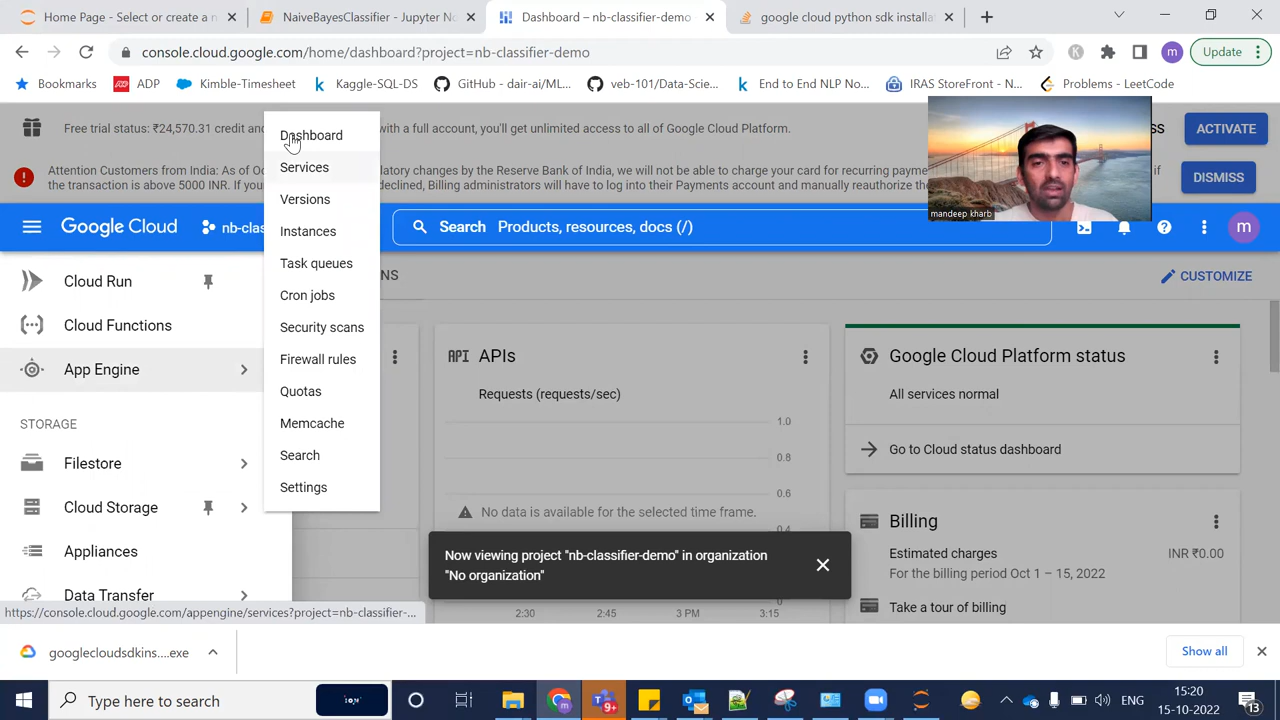 Home Page - Select or create a n
NaiveBayesClassifier - Jupyter No
Dashboard – nb-classifier-demo
google cloud python sdk installat
console.cloud.google.com/home/dashboard?project=nb-classifier-demo
K
m
Update
Bookmarks
ADP
Kimble-Timesheet
Kaggle-SQL-DS
GitHub - dair-ai/ML...
veb-101/Data-Scie...
End to End NLP No...
IRAS StoreFront - N...
Problems - LeetCode
Free trial status: ₹24,570.31 credit and
with a full account, you'll get unlimited access to all of Google Cloud Platform.
SS
ACTIVATE
Attention Customers from India: As of Oc
latory changes by the Reserve Bank of India, we will not be able to charge your card for recurring payme
the transaction is above 5000 INR. If your
declined, Billing administrators will have to log into their Payments account and manually reauthorize the
DISMISS
mandeep kharb
Google Cloud
nb-clas
Search
Products, resources, docs (/)
m
Dashboard
Services
Versions
Instances
Task queues
Cron jobs
Security scans
Firewall rules
Quotas
Memcache
Search
Settings
NS
CUSTOMIZE
Cloud Run
Cloud Functions
App Engine
STORAGE
Filestore
Cloud Storage
Appliances
Data Transfer
API APIs
Requests (requests/sec)
1.0
0.8
0.6
No data is available for the selected time frame.
0.4
0
2:30
2:45
3 PM
3:15
Google Cloud Platform status
All services normal
Go to Cloud status dashboard
Billing
Estimated charges
INR ₹0.00
For the billing period Oct 1 – 15, 2022
Take a tour of billing
Now viewing project "nb-classifier-demo" in organization
"No organization"
https://console.cloud.google.com/appengine/services?project=nb-classifier-...
googlecloudsdkins....exe
Show all
Type here to search
9+
ENG
15:20
15-10-2022
13